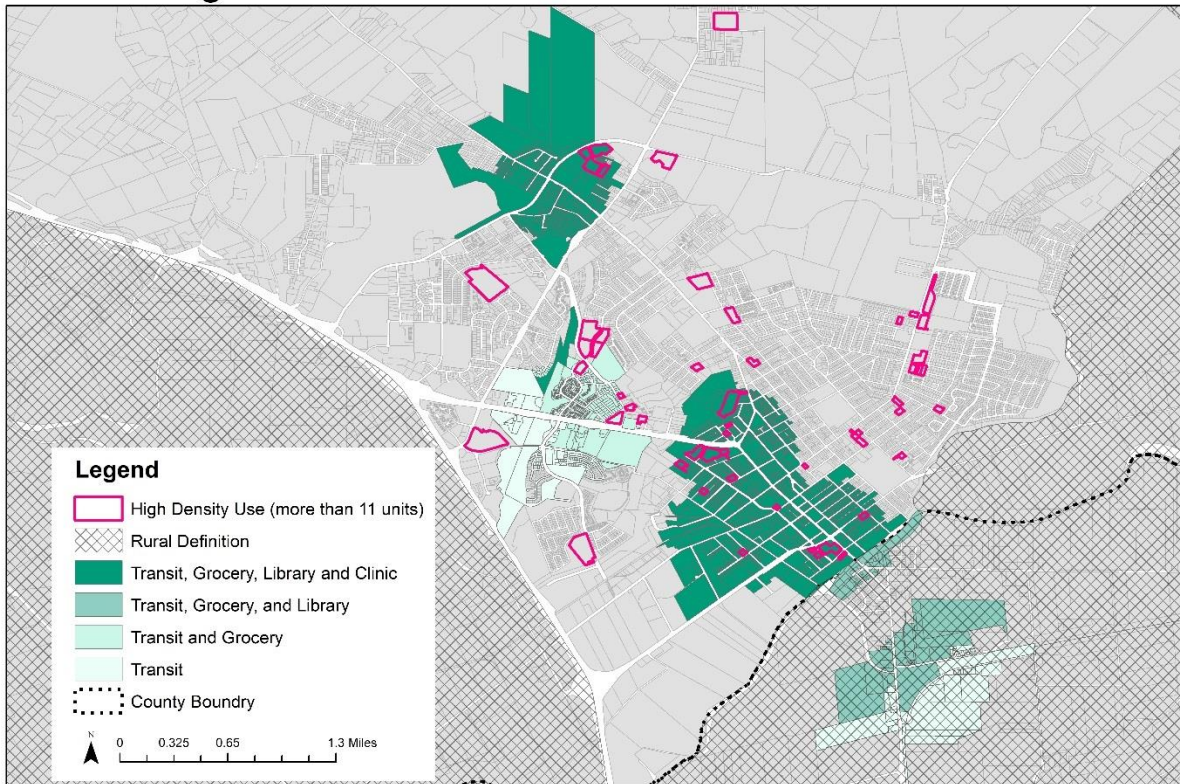 Legend
High Density Use (more than 11 units)
Rural Definition
Transit, Grocery, Library and Clinic
Transit, Grocery, and Library
Transit and Grocery
Transit
County Boundry
N
0 0.325 0.65 1.3 Miles